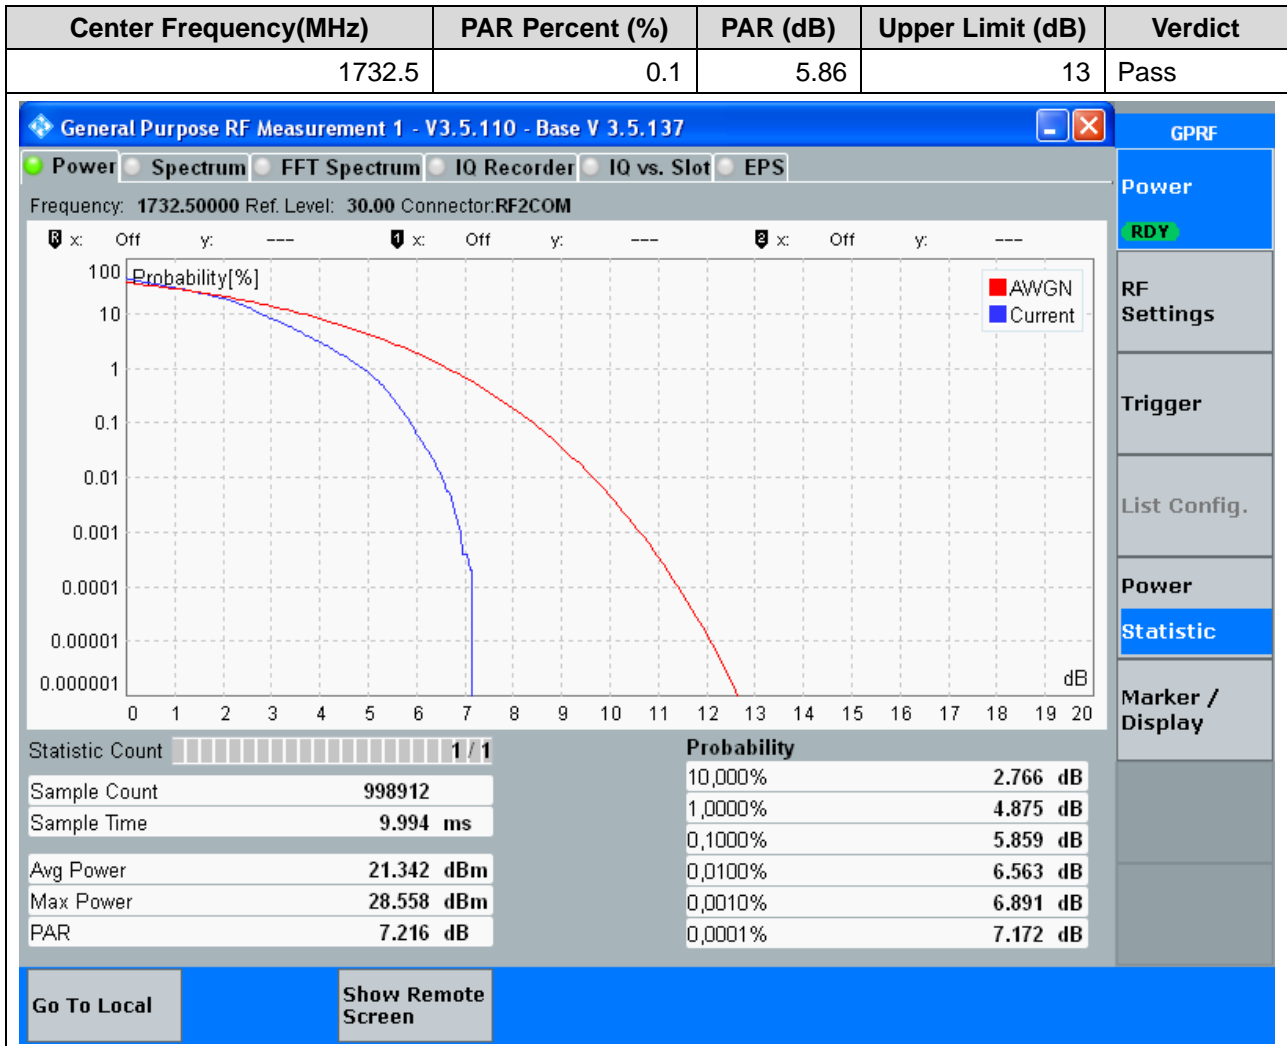 Center Frequency(MHz) PAR Percent (%) PAR (dB) Upper Limit (dB) Verdict
1732.5 0.1 5.86 13 Pass
General Purpose RF Measurement 1 - V3.5.110 - Base V 3.5.137
GPRF
Power Spectrum FFT Spectrum IQ Recorder IQ vs. Slot EPS
Frequency: 1732.50000 Ref. Level: 30.00 Connector:RF2COM
R x: Off y: --- 1 x: Off y: --- 2 x: Off y: ---
Probability[%]
AWGN
Current
100
10
1
0.1
0.01
0.001
0.0001
0.00001
0.000001
dB
0 1 2 3 4 5 6 7 8 9 10 11 12 13 14 15 16 17 18 19 20
Statistic Count 1 / 1
Sample Count 998912
Sample Time 9.994 ms
Avg Power 21.342 dBm
Max Power 28.558 dBm
PAR 7.216 dB
Probability
10,000% 2.766 dB
1,0000% 4.875 dB
0,1000% 5.859 dB
0,0100% 6.563 dB
0,0010% 6.891 dB
0,0001% 7.172 dB
Power
RDY
RF
Settings
Trigger
List Config.
Power
Statistic
Marker /
Display
Go To Local
Show Remote
Screen